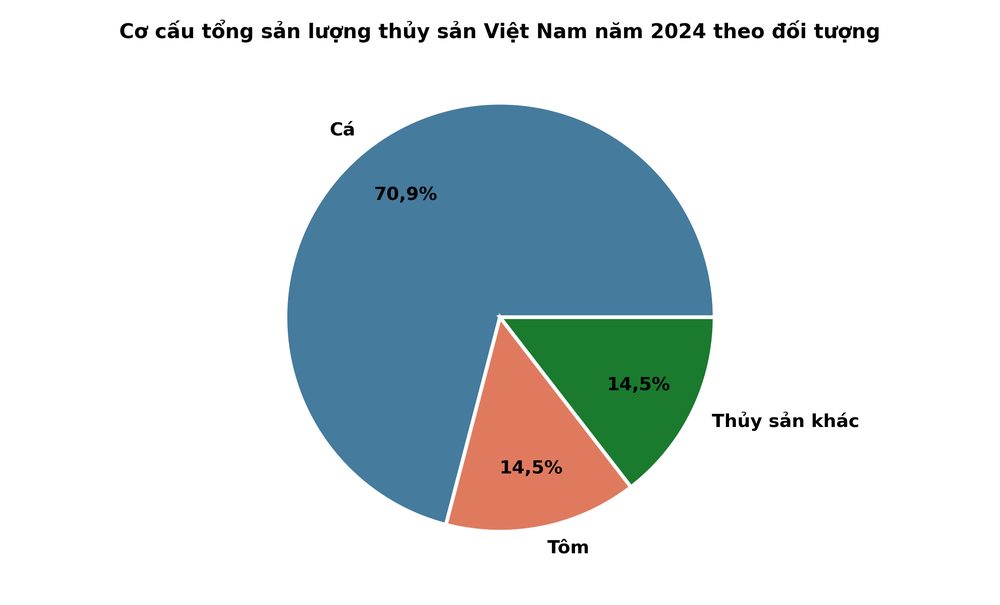 Cơ cấu tổng sản lượng thủy sản Việt Nam năm 2024 theo đối tượng
Cá
70,9%
14,5%
Thủy sản khác
14,5%
Tôm